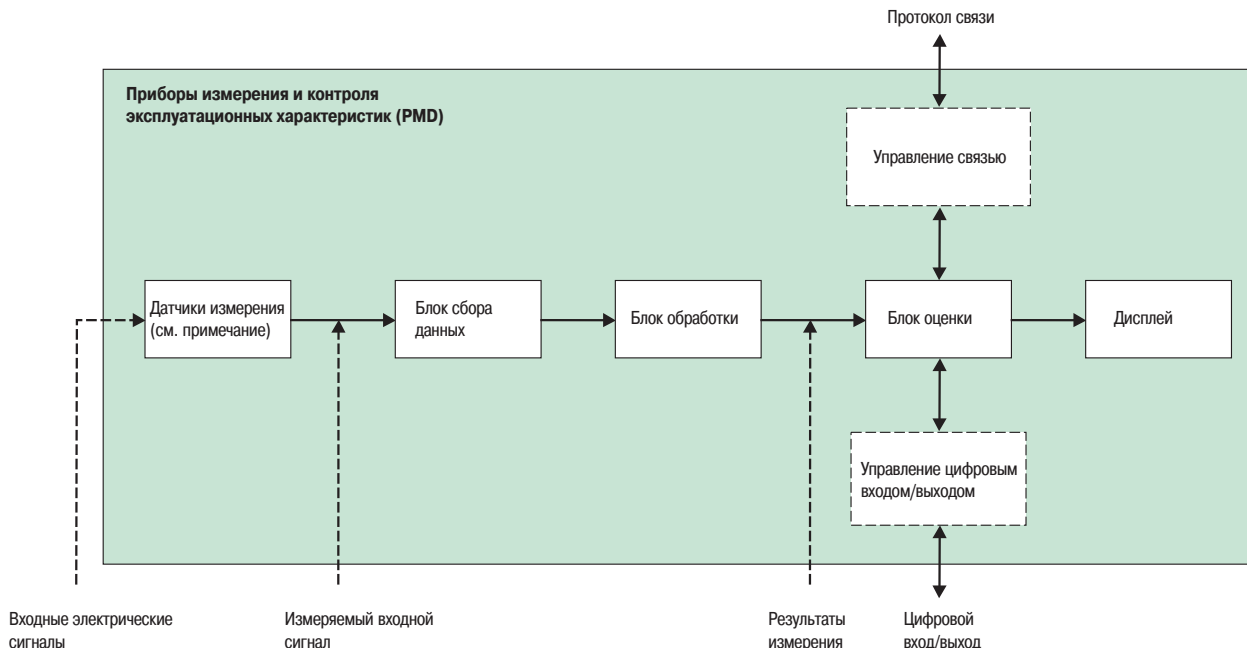 Протокол связи
Приборы измерения и контроля
эксплуатационных характеристик (PMD)
Управление связью
Датчики измерения
(см. примечание)
Блок сбора
данных
Блок обработки
Блок оценки
Дисплей
Управление цифровым
входом/выходом
Входные электрические
сигналы
Измеряемый входной
сигнал
Результаты
измерения
Цифровой
вход/выход